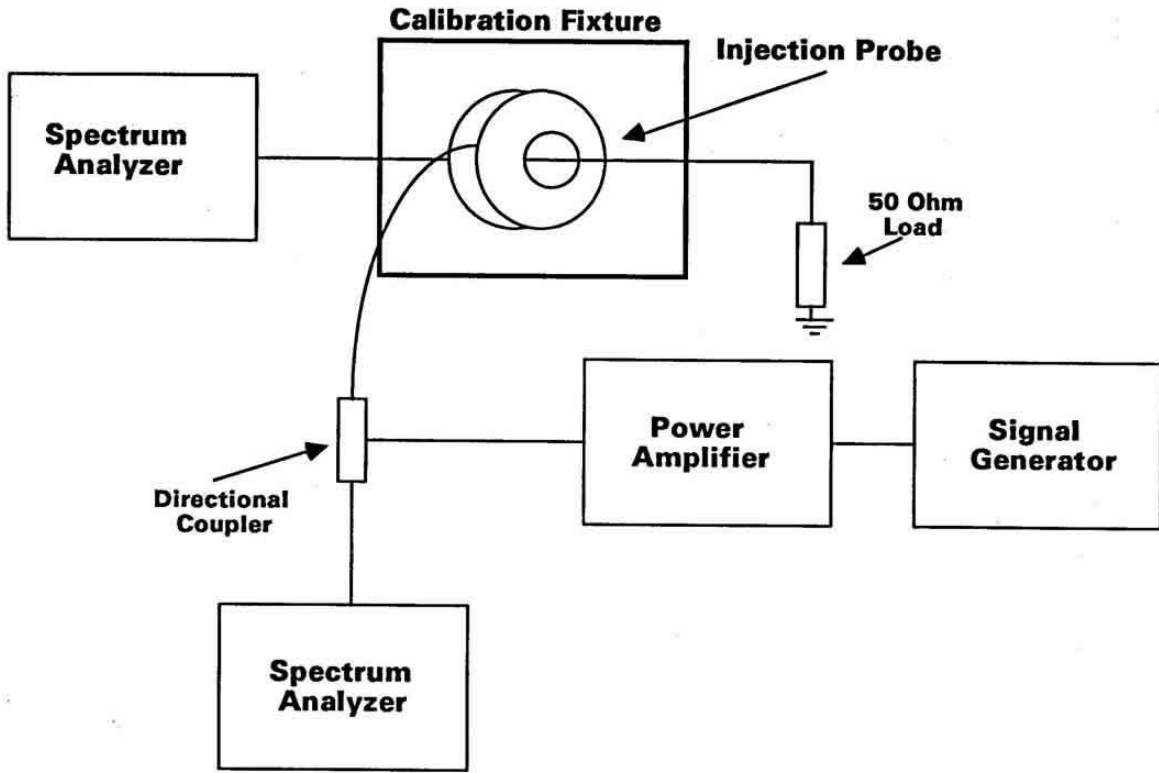 Calibration Fixture
Injection Probe
Spectrum
Analyzer
50 Ohm
Load
Power
Amplifier
Signal
Generator
Directional
Coupler
Spectrum
Analyzer